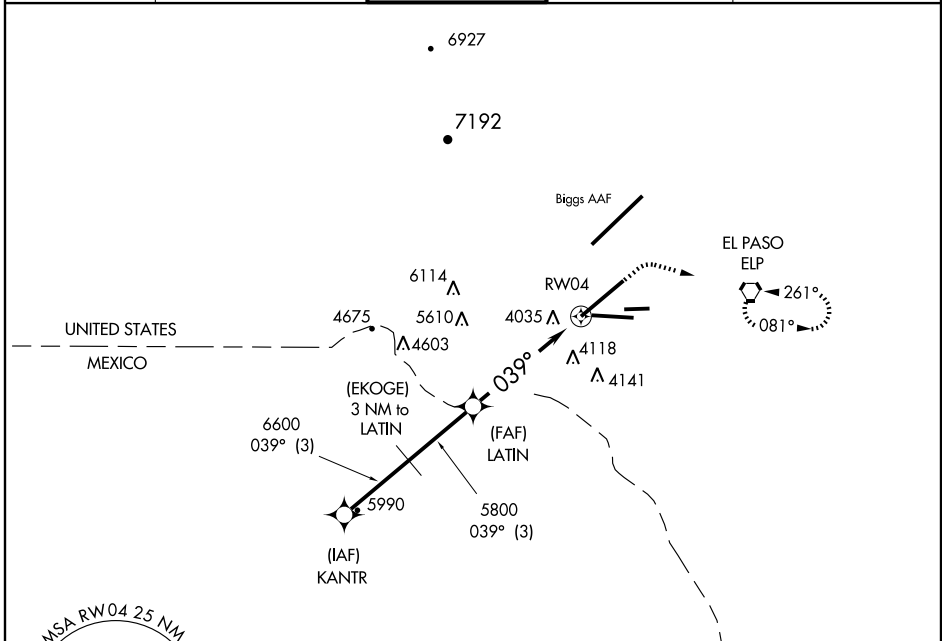 6927
7192
Biggs AAF
EL PASO
ELP
6114
RW04
261°
081°
4675
5610
4035
UNITED STATES
MEXICO
4603
4118
4141
039°
(EKOGE)
3 NM to
LATIN
6600
039° (3)
(FAF)
LATIN
5990
5800
039° (3)
(IAF)
KANTR
MSA RW04 25 NM